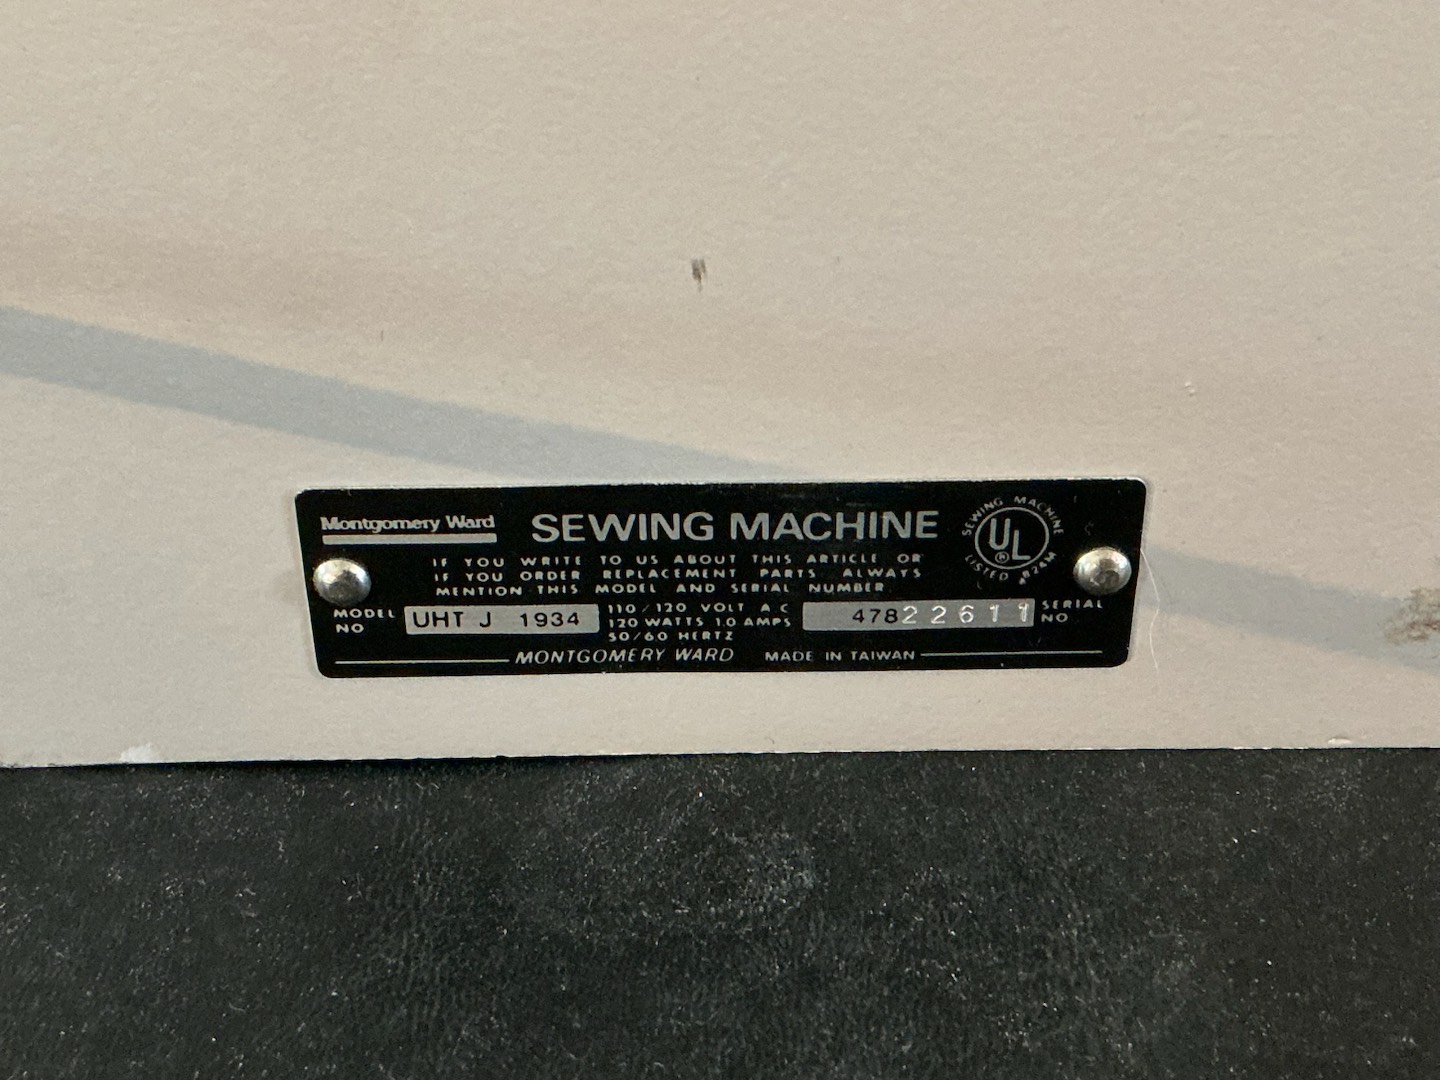 Montgomery Ward
SEWING MACHINE
IF YOU WRITE TO US ABOUT THIS ARTICLE OR
IF YOU ORDER REPLACEMENT PARTS ALWAYS
MENTION THIS MODEL AND SERIAL NUMBER
SEWING MACHINE
UL
®
LISTED
MODEL
NO
UHT J 1934
110/120 VOLT A.C
120 WATTS 1.0 AMPS
50/60 HERTZ
47822611
SERIAL
NO
MONTGOMERY WARD MADE IN TAIWAN